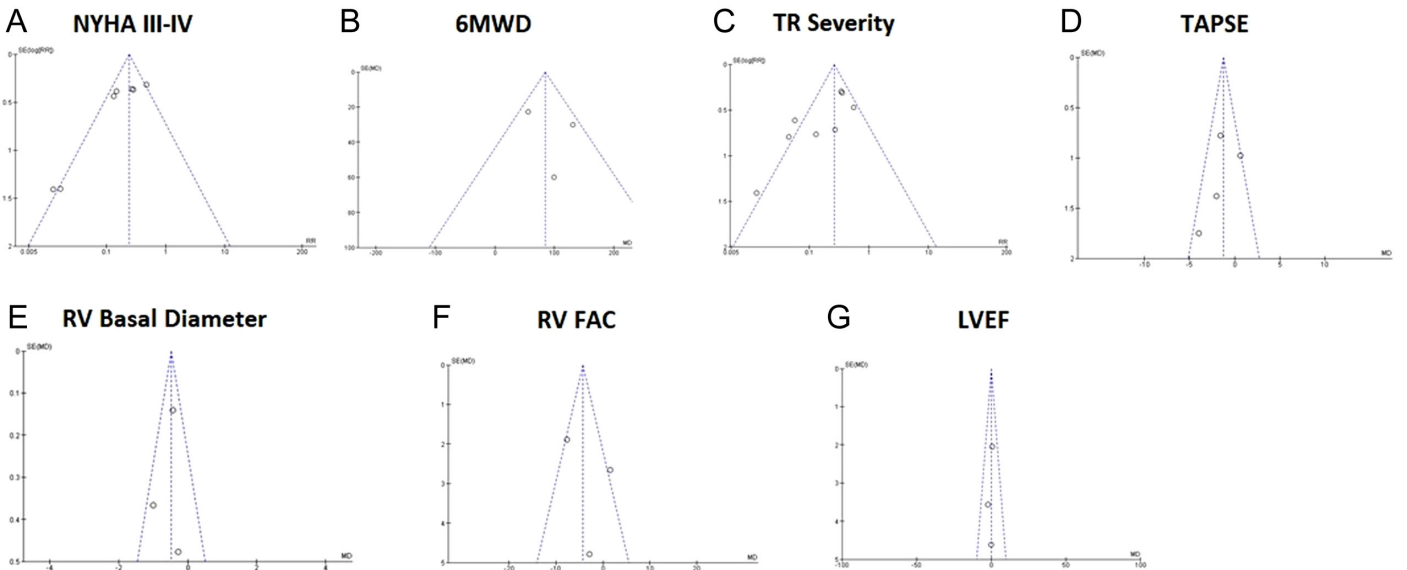 A NYHA III-IV
SE(log[RR])
0
0.5
1
1.5
2
0.005 0.1 1 10 200
RR
B 6MWD
SE(MD)
0
20
40
60
80
100
-200 -100 0 100 200
MD
C TR Severity
SE(log[RR])
0
0.5
1
1.5
2
0.005 0.1 1 10 200
RR
D TAPSE
SE(MD)
0
0.5
1
1.5
2
-10 -5 0 5 10
MD
E RV Basal Diameter
SE(MD)
0
0.1
0.2
0.3
0.4
0.5
-4 -2 0 2 4
MD
F RV FAC
SE(MD)
0
1
2
3
4
5
-20 -10 0 10 20
MD
G LVEF
SE(MD)
0
1
2
3
4
5
-100 -50 0 50 100
MD